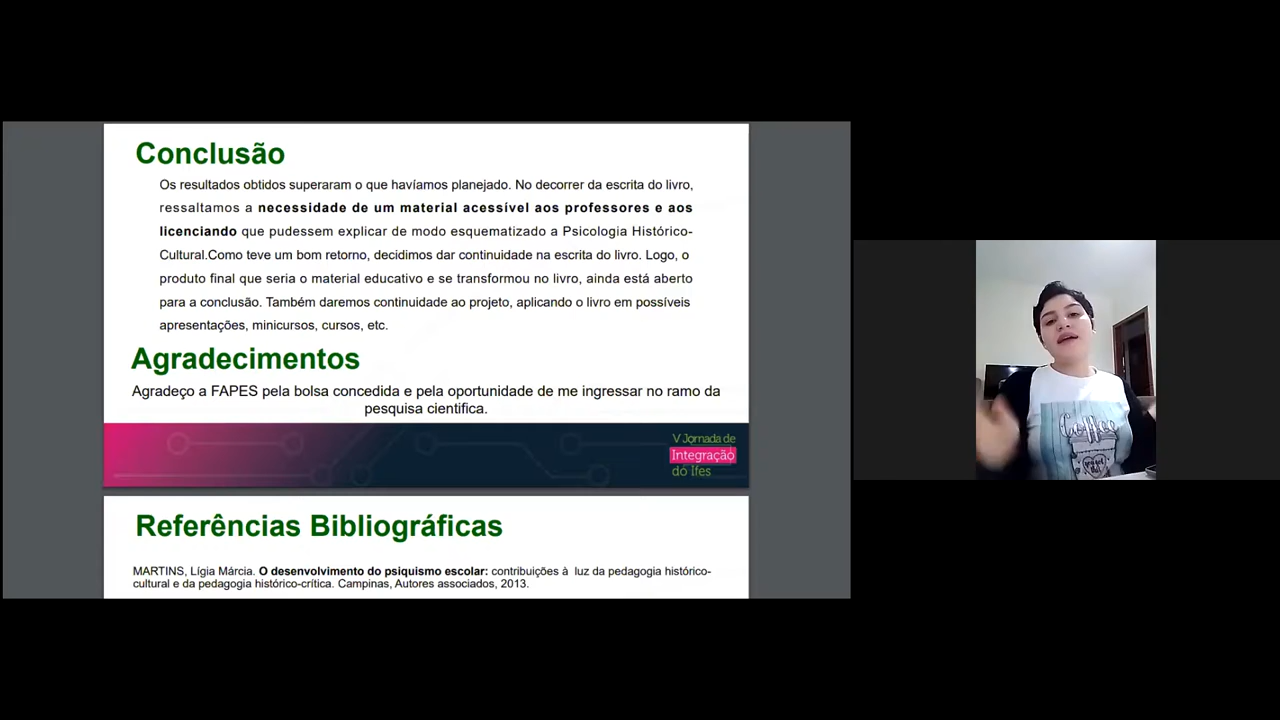 Conclusão
Os resultados obtidos superaram o que havíamos planejado. No decorrer da escrita do livro,
ressaltamos a necessidade de um material acessível aos professores e aos
licenciando que pudessem explicar de modo esquematizado a Psicologia Histórico-
Cultural.Como teve um bom retorno, decidimos dar continuidade na escrita do livro. Logo, o
produto final que seria o material educativo e se transformou no livro, ainda está aberto
para a conclusão. Também daremos continuidade ao projeto, aplicando o livro em possíveis
apresentações, minicursos, cursos, etc.
Agradecimentos
Agradeço a FAPES pela bolsa concedida e pela oportunidade de me ingressar no ramo da
pesquisa cientifica.
V Jornada de
Integração
do Ifes
Referências Bibliográficas
MARTINS, Lígia Márcia. O desenvolvimento do psiquismo escolar: contribuições à luz da pedagogia histórico-
cultural e da pedagogia histórico-crítica. Campinas, Autores associados, 2013.
Coffee